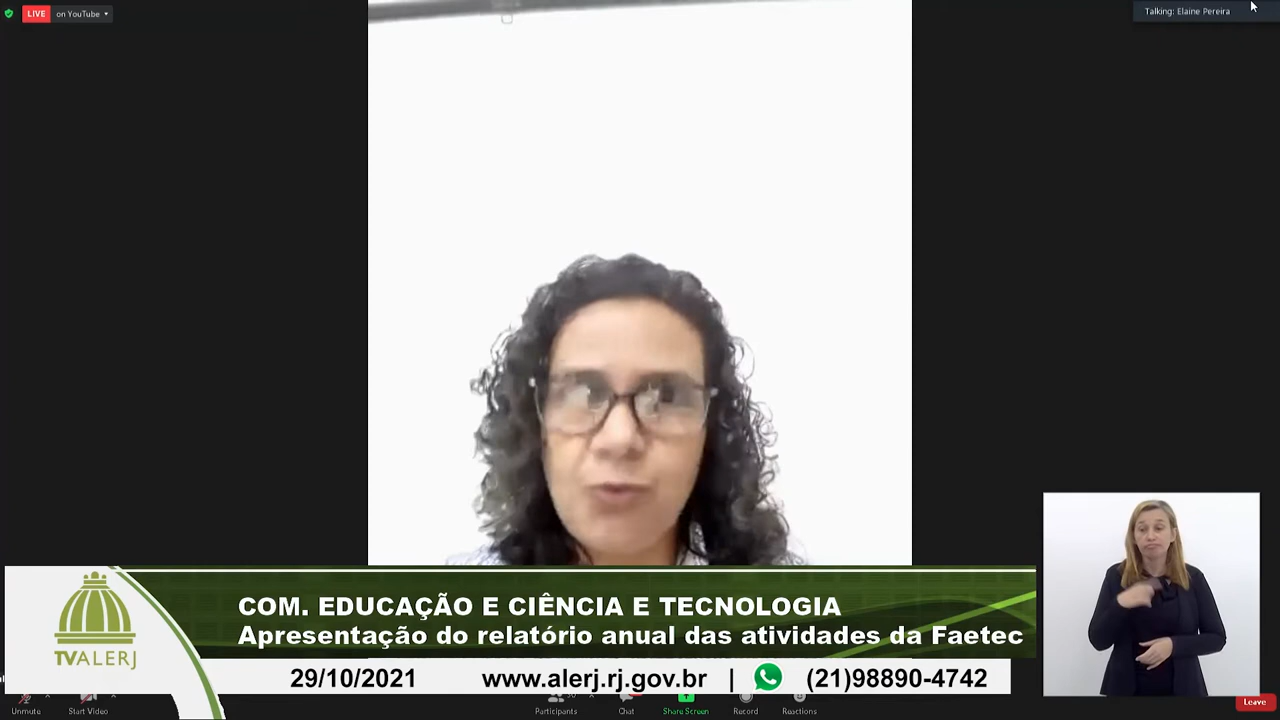 LIVE on YouTube
Talking: Elaine Pereira
COM. EDUCAÇÃO E CIÊNCIA E TECNOLOGIA
Apresentação do relatório anual das atividades da Faetec
TVALERJ
29/10/2021 www.alerj.rj.gov.br | (21)98890-4742
Unmute Start Video Participants Chat Share Screen Record Reactions Leave